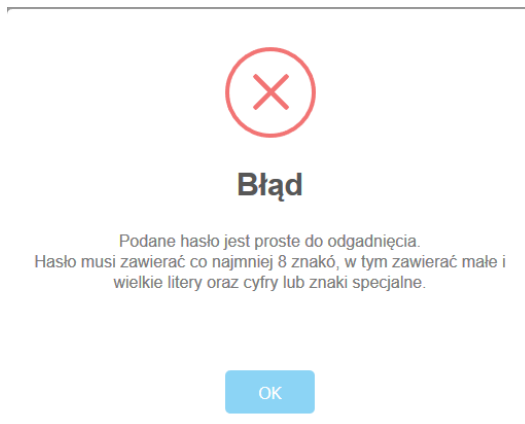 Błąd
Podane hasło jest proste do odgadnięcia.
Hasło musi zawierać co najmniej 8 znakó, w tym zawierać małe i
wielkie litery oraz cyfry lub znaki specjalne.
OK